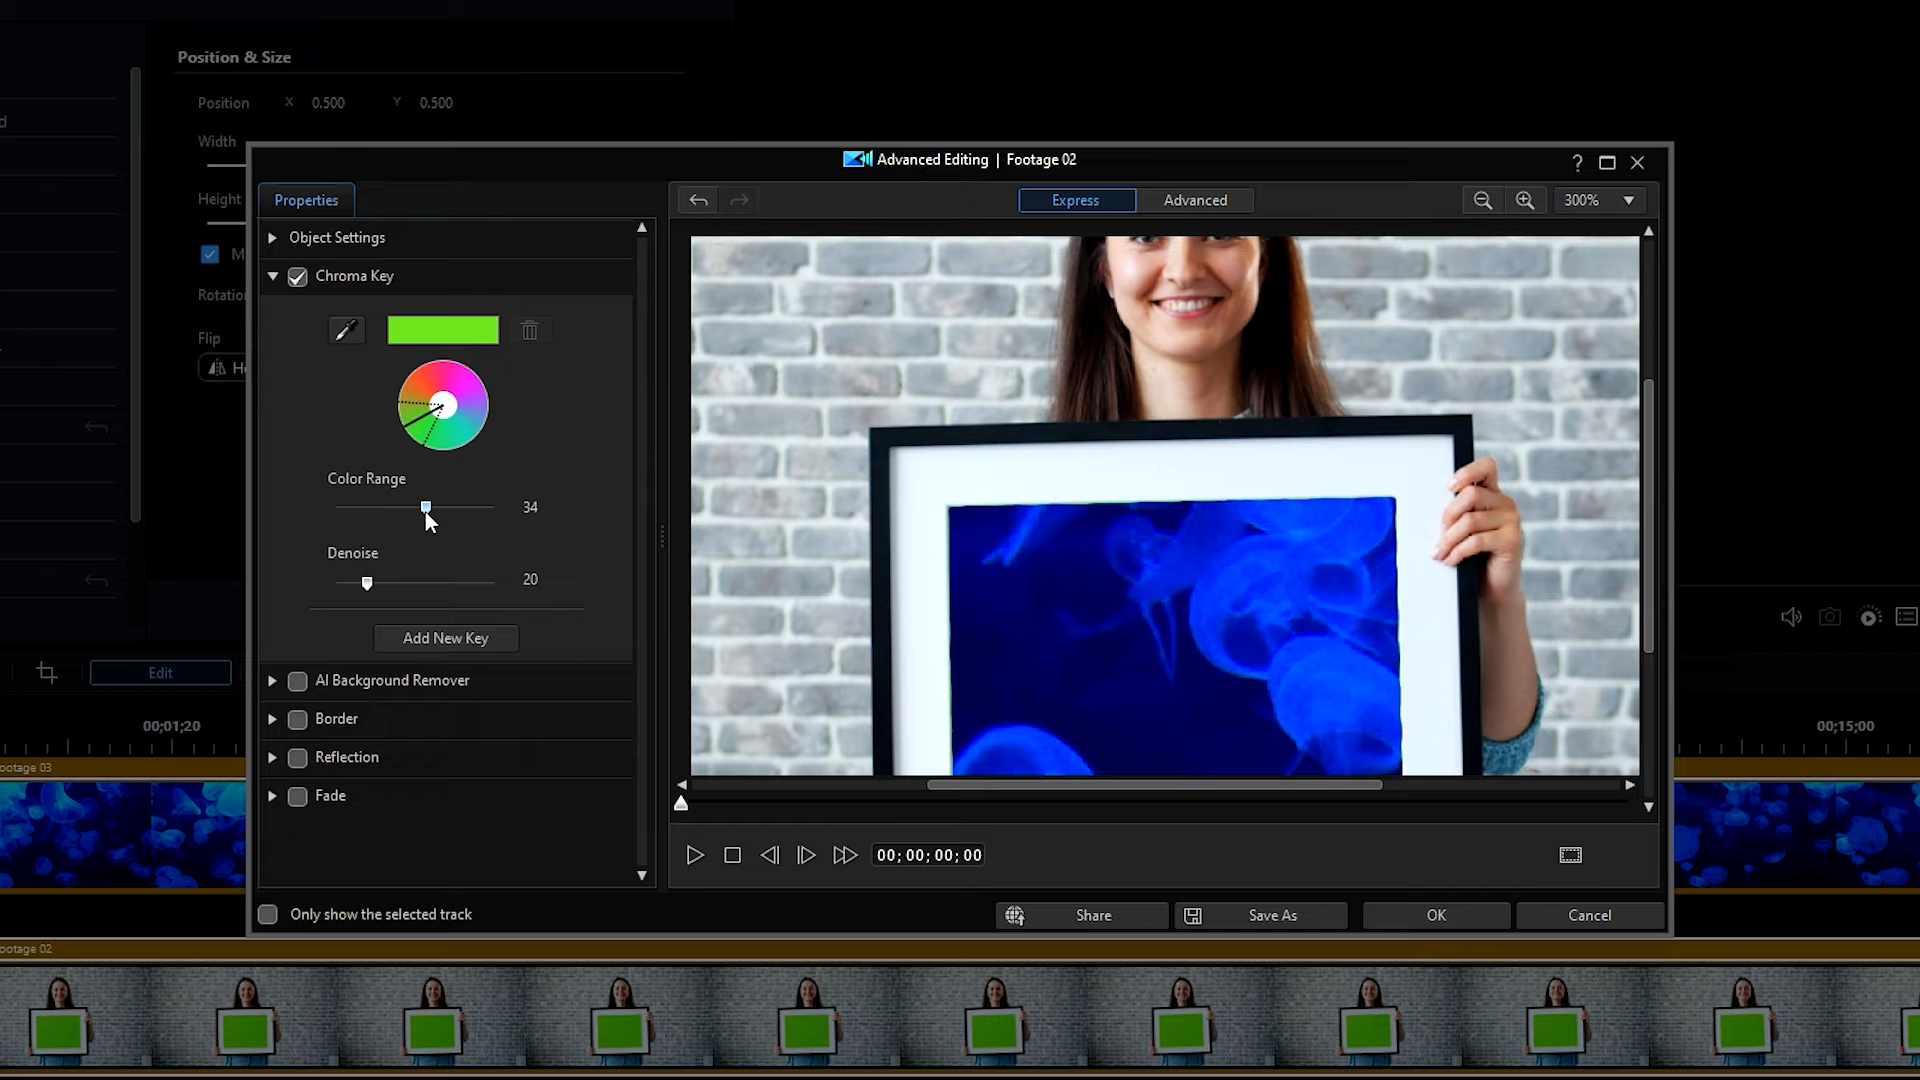 Position & Size
Position X 0.500 Y 0.500
Width
Height
M
Rotatio
Flip
He
d
Advanced Editing | Footage 02
?
Properties
Express
Advanced
300%
Object Settings
Chroma Key
Color Range
34
Denoise
20
Add New Key
AI Background Remover
Border
Reflection
Fade
00;00;00;00
Only show the selected track
Share
Save As
OK
Cancel
Edit
00;01;20
00;15;00
ootage 03
ootage 02